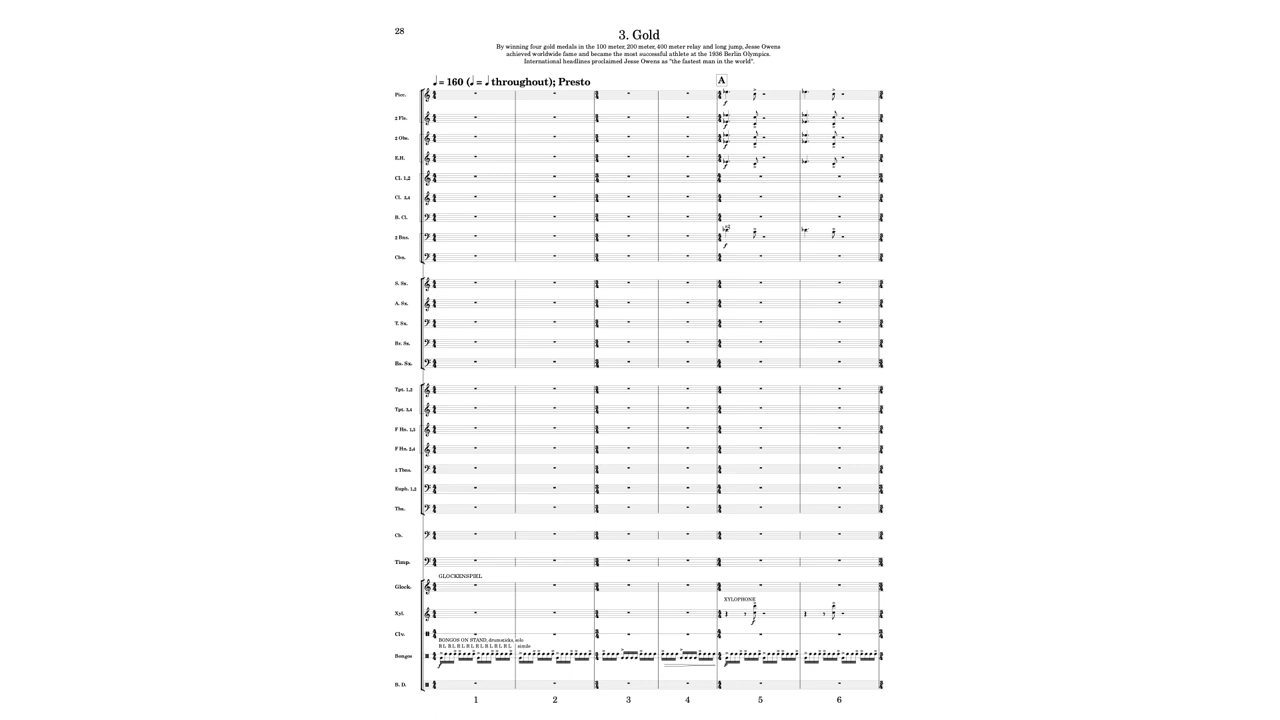 28
3. Gold
By winning four gold medals in the 100 meter, 200 meter, 400 meter relay and long jump, Jesse Owens
achieved worldwide fame and became the most successful athlete at the 1936 Berlin Olympics.
International headlines proclaimed Jesse Owens as "the fastest man in the world".
♩ = 160 (♩ = ♩ throughout); Presto
A
Picc.
2 Fls.
2 Obs.
E.H.
Cl. 1,2
Cl. 3,4
B. Cl.
2 Bns.
Cbn.
S. Sx.
A. Sx.
T. Sx.
Br. Sx.
Bs. Sx.
Tpt. 1,2
Tpt. 3,4
F Hn. 1,3
F Hn. 2,4
2 Tbns.
Euph. 1,2
Tba.
Cb.
Timp.
GLOCKENSPIEL
Glock.
XYLOPHONE
Xyl.
Clv.
BONGOS ON STAND, drumsticks, solo
R L R L R L R L R L R L R L simile
Bongos
B. D.
1 2 3 4 5 6